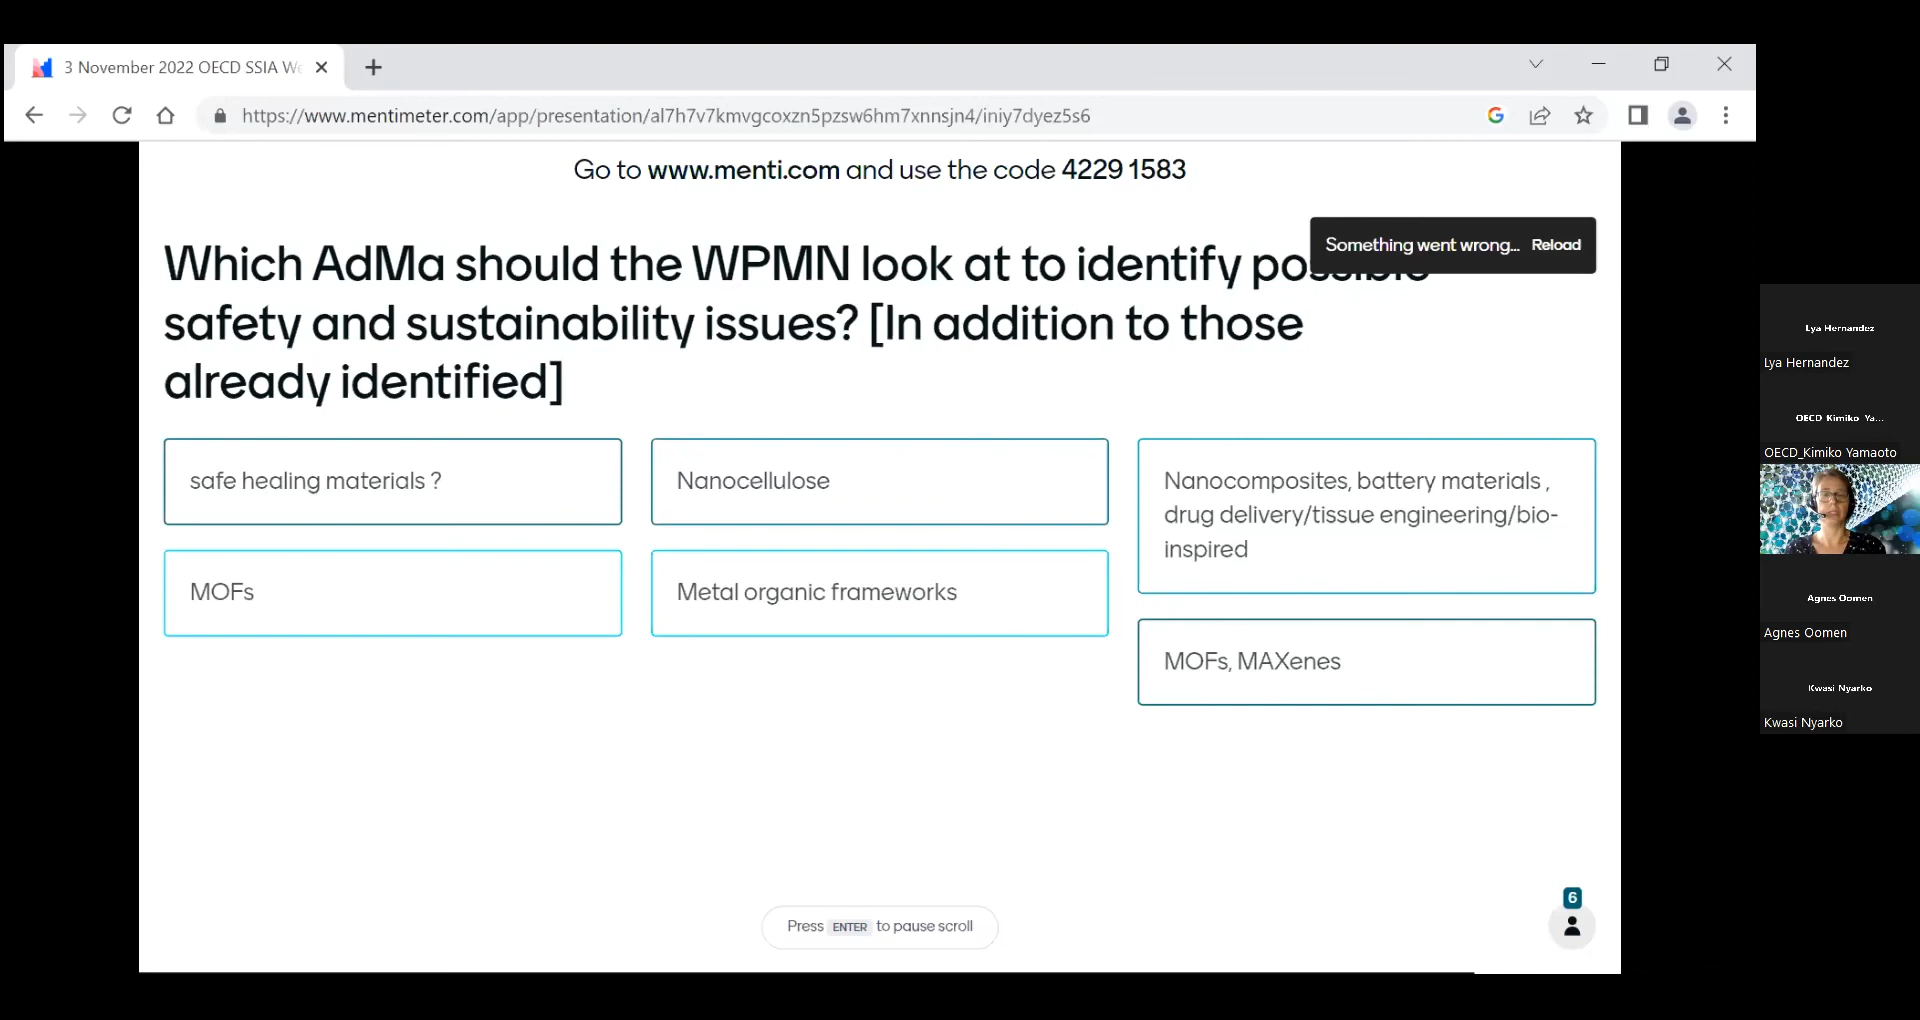 3 November 2022 OECD SSIA We
https://www.mentimeter.com/app/presentation/al7h7v7kmvgcoxzn5pzsw6hm7xnnsjn4/iniy7dyez5s6
Go to www.menti.com and use the code 4229 1583
Something went wrong... Reload
Which AdMa should the WPMN look at to identify possible
safety and sustainability issues? [In addition to those
already identified]
safe healing materials ?
Nanocellulose
Nanocomposites, battery materials ,
drug delivery/tissue engineering/bio-
inspired
MOFs
Metal organic frameworks
MOFs, MAXenes
Press ENTER to pause scroll
6
Lya Hernandez
Lya Hernandez
OECD_Kimiko Ya...
OECD_Kimiko Yamaoto
Agnes Oomen
Agnes Oomen
Kwasi Nyarko
Kwasi Nyarko